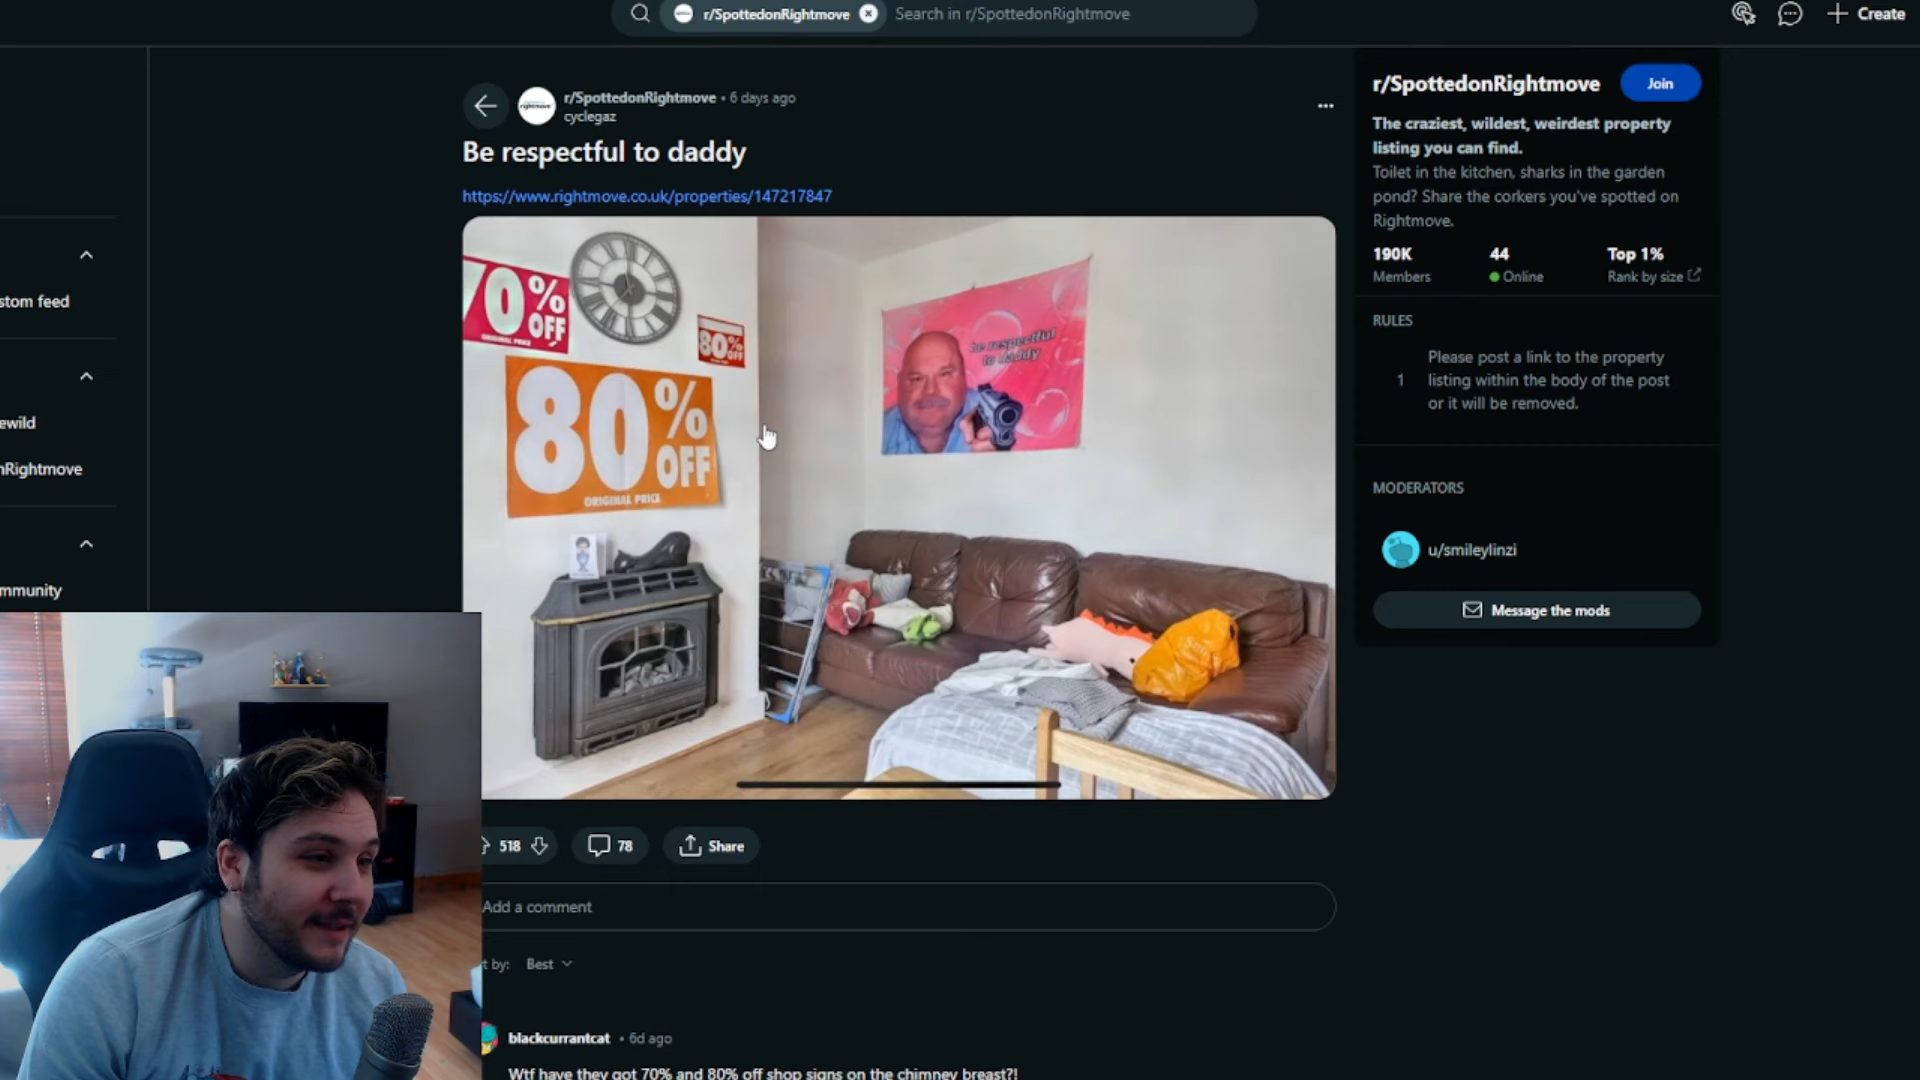 r/SpottedonRightmove
Search in r/SpottedonRightmove
Create
r/SpottedonRightmove • 6 days ago
cyclegaz
Be respectful to daddy
https://www.rightmove.co.uk/properties/147217847
70% OFF
ORIGINAL PRICE
80% OFF
80% OFF
ORIGINAL PRICE
be respectful
to daddy
518
78
Share
Add a comment
t by: Best
blackcurrantcat • 6d ago
Wtf have they got 70% and 80% off shop signs on the chimney breast?!
r/SpottedonRightmove
Join
The craziest, wildest, weirdest property
listing you can find.
Toilet in the kitchen, sharks in the garden
pond? Share the corkers you've spotted on
Rightmove.
190K 44 Top 1%
Members Online Rank by size
RULES
1 Please post a link to the property
listing within the body of the post
or it will be removed.
MODERATORS
u/smileylinzi
Message the mods
stom feed
ewild
nRightmove
mmunity